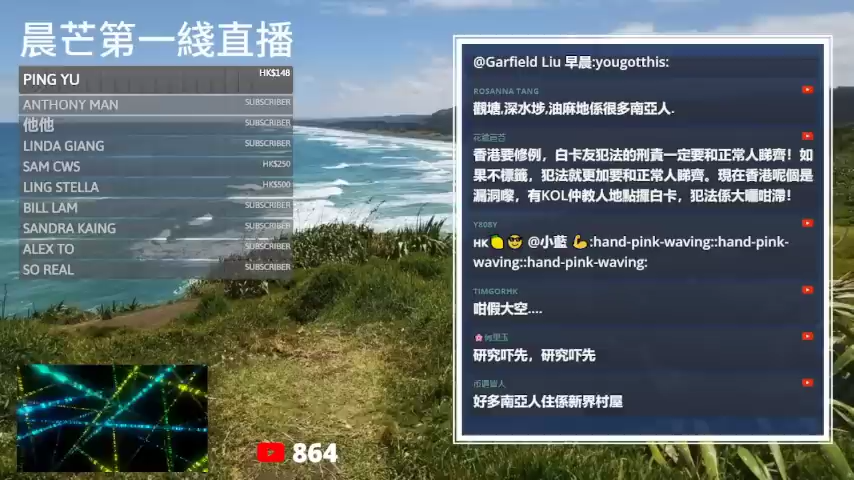 晨芒第一綫直播
PING YU HK$148
ANTHONY MAN SUBSCRIBER
他他 SUBSCRIBER
LINDA GIANG SUBSCRIBER
SAM CWS HK$250
LING STELLA HK$500
BILL LAM SUBSCRIBER
SANDRA KAING SUBSCRIBER
ALEX TO SUBSCRIBER
SO REAL SUBSCRIBER
864
@Garfield Liu 早晨:yougotthis:
ROSANNA TANG
觀塘,深水埗,油麻地係很多南亞人.
香港要修例，白卡友犯法的刑責一定要和正常人睇齊！如
果不標籤，犯法就更加要和正常人睇齊。現在香港呢個是
漏洞嚟，有KOL仲教人地點攞白卡，犯法係大嗮咁滯！
YB0BY
HK @小藍 :hand-pink-waving::hand-pink-
waving::hand-pink-waving:
TIMGORHK
咁假大空....
研究吓先，研究吓先
好多南亞人住係新界村屋